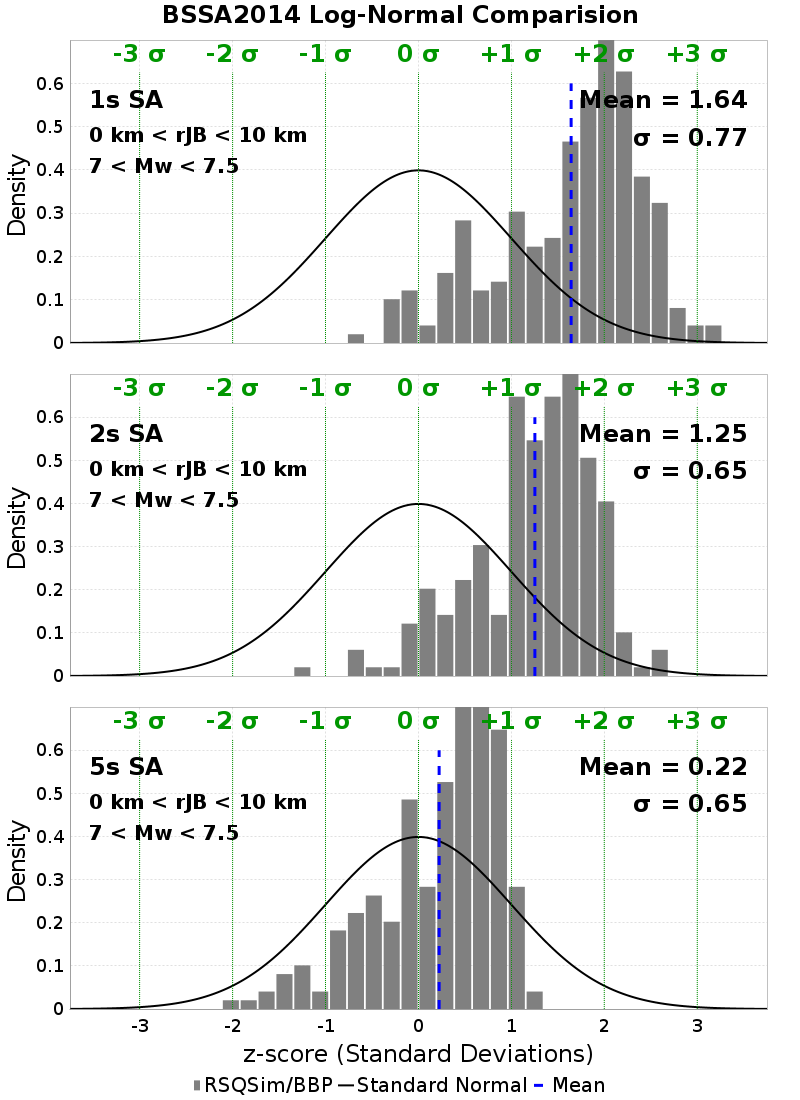 BSSA2014 Log-Normal Comparision
-3 σ -2 σ -1 σ 0 σ +1 σ +2 σ +3 σ
1s SA
Mean = 1.64
0 km < rJB < 10 km
σ = 0.77
7 < Mw < 7.5
Density
0.6
0.5
0.4
0.3
0.2
0.1
0
-3 σ -2 σ -1 σ 0 σ +1 σ +2 σ +3 σ
2s SA
Mean = 1.25
0 km < rJB < 10 km
σ = 0.65
7 < Mw < 7.5
Density
0.6
0.5
0.4
0.3
0.2
0.1
0
-3 σ -2 σ -1 σ 0 σ +1 σ +2 σ +3 σ
5s SA
Mean = 0.22
0 km < rJB < 10 km
σ = 0.65
7 < Mw < 7.5
Density
0.6
0.5
0.4
0.3
0.2
0.1
0
-3 -2 -1 0 1 2 3
z-score (Standard Deviations)
RSQSim/BBP Standard Normal Mean